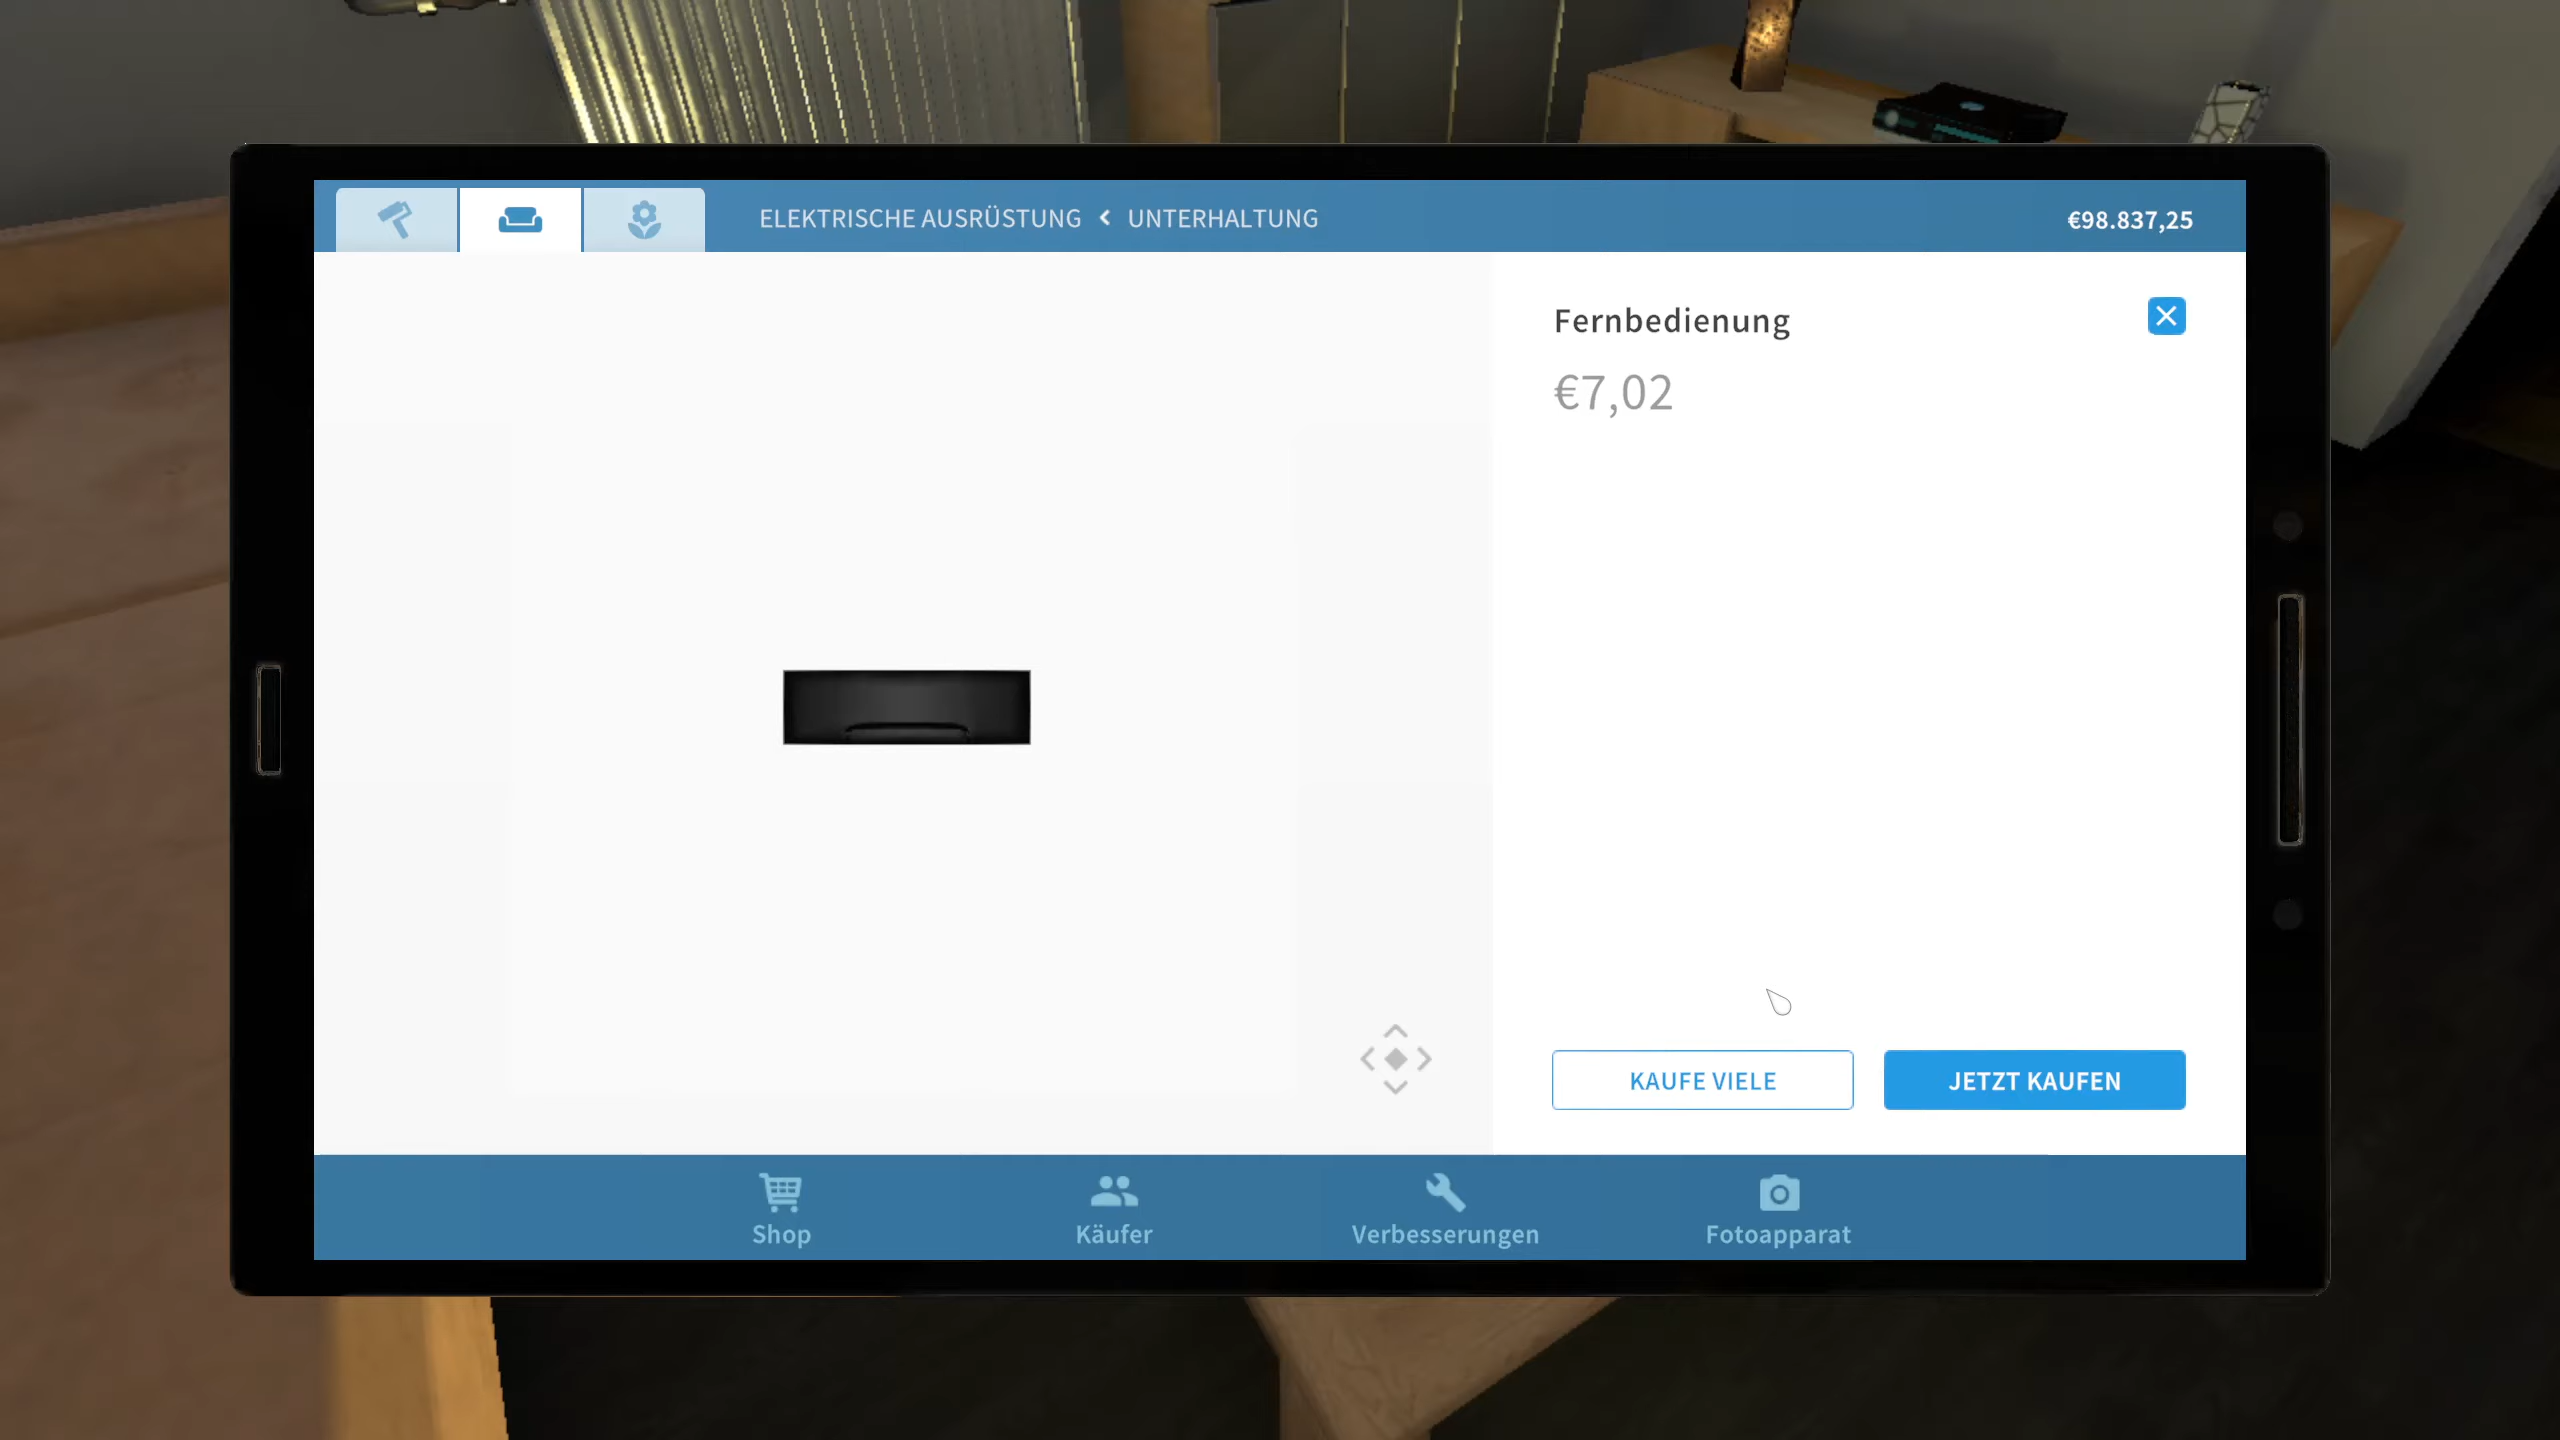 ELEKTRISCHE AUSRÜSTUNG UNTERHALTUNG
€98.837,25
Fernbedienung
€7,02
KAUFE VIELE
JETZT KAUFEN
Shop
Käufer
Verbesserungen
Fotoapparat